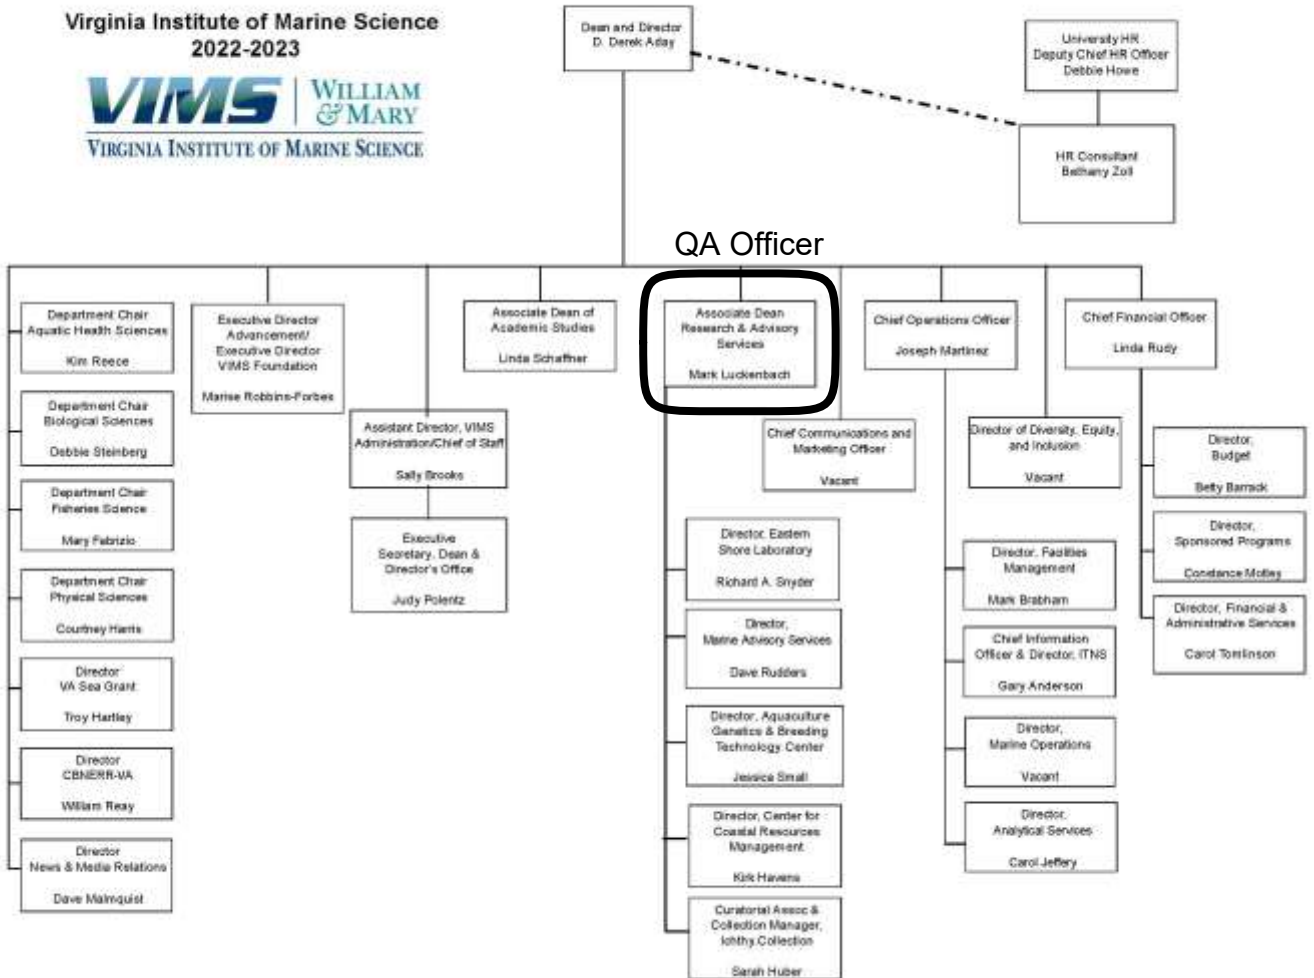 Virginia Institute of Marine Science
2022-2023
VIMS
WILLIAM
& MARY
VIRGINIA INSTITUTE OF MARINE SCIENCE
Dean and Director
D. Derek Aday
University HR
Deputy Chief HR Officer
Debbie Howe
HR Consultant
Bethany Zoll
QA Officer
Department Chair
Aquatic Health Sciences
Kim Reece
Department Chair
Biological Sciences
Debbie Steinberg
Department Chair
Fisheries Science
Mary Fabrizio
Department Chair
Physical Sciences
Courtney Harris
Director
VA Sea Grant
Troy Hartley
Director
CBNERR-VA
William Reay
Director
News & Media Relations
Dave Malmquist
Executive Director
Advancement/
Executive Director
VIMS Foundation
Marise Robbins-Forbes
Assistant Director, VIMS
Administration/Chief of Staff
Sally Brooks
Executive
Secretary, Dean &
Director's Office
Judy Polentz
Associate Dean of
Academic Studies
Linda Schaffner
Associate Dean
Research & Advisory
Services
Mark Luckenbach
Director, Eastern
Shore Laboratory
Richard A. Snyder
Director,
Marine Advisory Services
Dave Rudders
Director, Aquaculture
Genetics & Breeding
Technology Center
Jessica Small
Director, Center for
Coastal Resources
Management
Kirk Havens
Curatorial Assoc &
Collection Manager,
Ichthy.Collection
Sarah Huber
Chief Communications and
Marketing Officer
Vacant
Chief Operations Officer
Joseph Martinez
Director, Facilities
Management
Mark Brabham
Chief Information
Officer & Director, ITNS
Gary Anderson
Director,
Marine Operations
Vacant
Director,
Analytical Services
Carol Jeffery
Director of Diversity, Equity,
and Inclusion
Vacant
Chief Financial Officer
Linda Rudy
Director,
Budget
Betty Barrack
Director,
Sponsored Programs
Constance Motley
Director, Financial &
Administrative Services
Carol Tomlinson